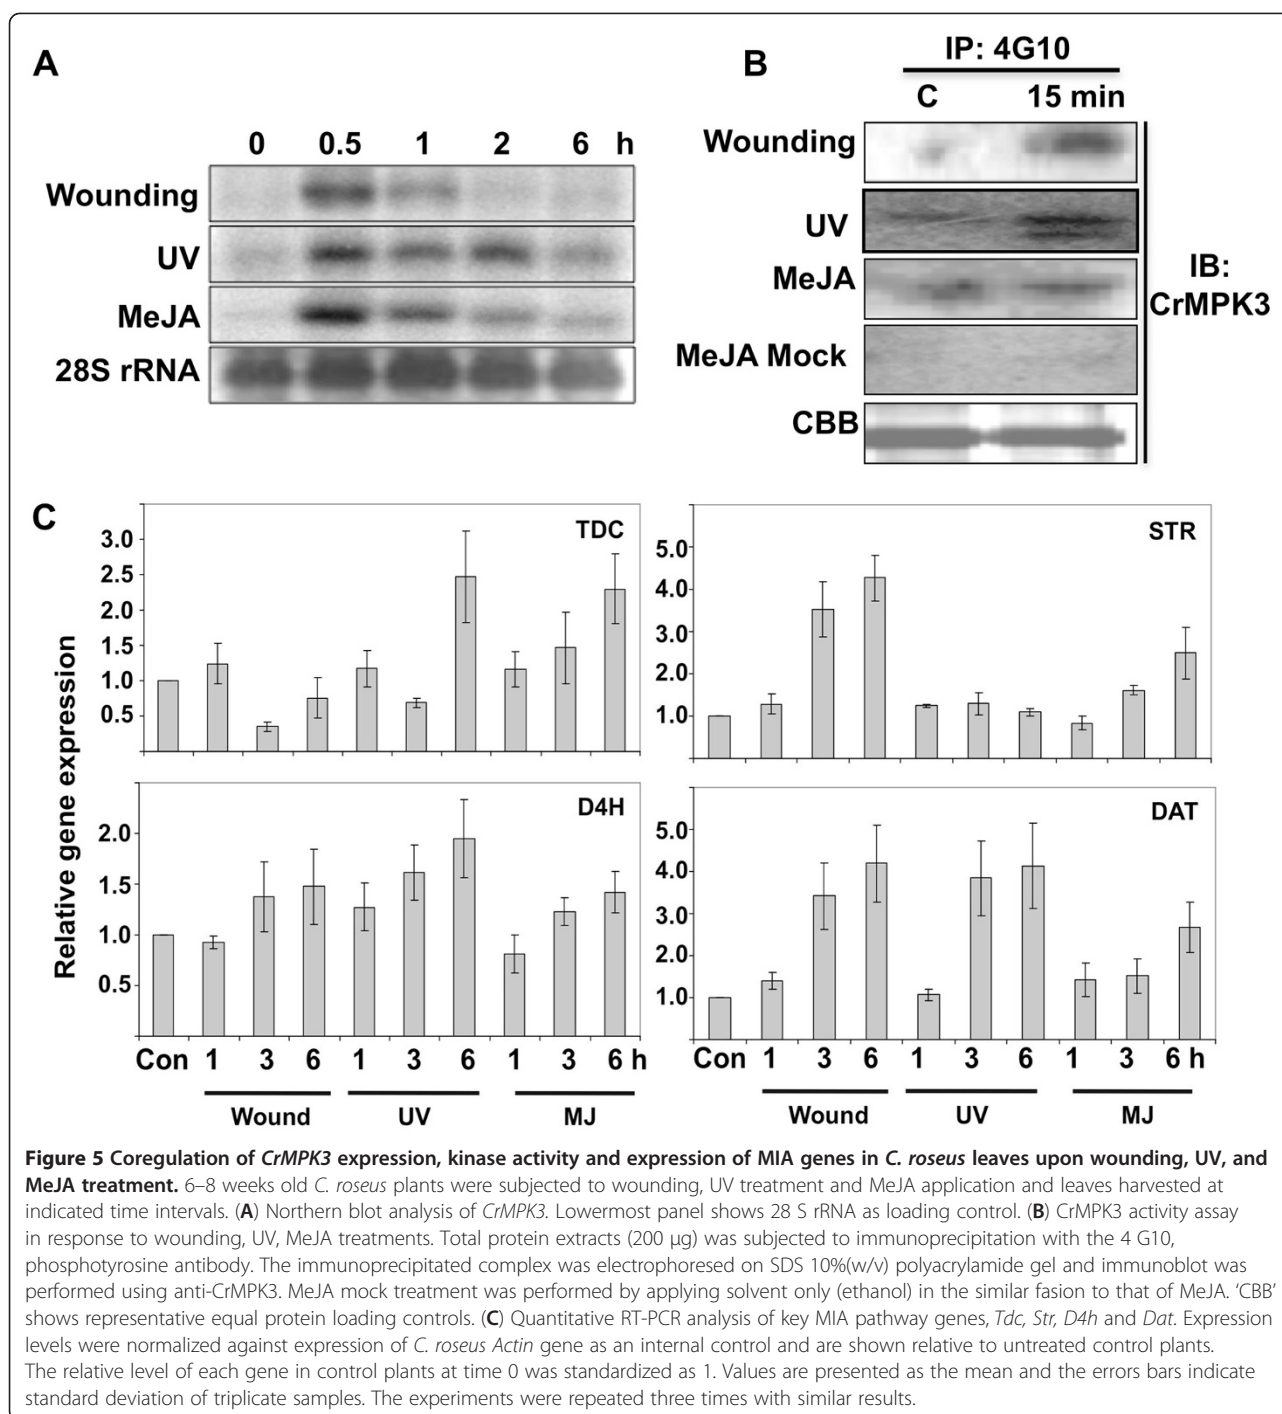 A
0 0.5 1 2 6 h
Wounding
UV
MeJA
28S rRNA
B
IP: 4G10
C 15 min
Wounding
UV
MeJA
MeJA Mock
CBB
IB:
CrMPK3
C
Relative gene expression
TDC
3.0
2.5
2.0
1.5
1.0
0.5
STR
5.0
4.0
3.0
2.0
1.0
D4H
2.0
1.5
1.0
0.5
DAT
5.0
4.0
3.0
2.0
1.0
Con 1 3 6 1 3 6 1 3 6
Wound UV MJ
Con 1 3 6 1 3 6 1 3 6 h
Wound UV MJ
Figure 5 Coregulation of CrMPK3 expression, kinase activity and expression of MIA genes in C. roseus leaves upon wounding, UV, and
MeJA treatment. 6–8 weeks old C. roseus plants were subjected to wounding, UV treatment and MeJA application and leaves harvested at
indicated time intervals. (A) Northern blot analysis of CrMPK3. Lowermost panel shows 28 S rRNA as loading control. (B) CrMPK3 activity assay
in response to wounding, UV, MeJA treatments. Total protein extracts (200 μg) was subjected to immunoprecipitation with the 4 G10,
phosphotyrosine antibody. The immunoprecipitated complex was electrophoresed on SDS 10%(w/v) polyacrylamide gel and immunoblot was
performed using anti-CrMPK3. MeJA mock treatment was performed by applying solvent only (ethanol) in the similar fasion to that of MeJA. ‘CBB’
shows representative equal protein loading controls. (C) Quantitative RT-PCR analysis of key MIA pathway genes, Tdc, Str, D4h and Dat. Expression
levels were normalized against expression of C. roseus Actin gene as an internal control and are shown relative to untreated control plants.
The relative level of each gene in control plants at time 0 was standardized as 1. Values are presented as the mean and the errors bars indicate
standard deviation of triplicate samples. The experiments were repeated three times with similar results.